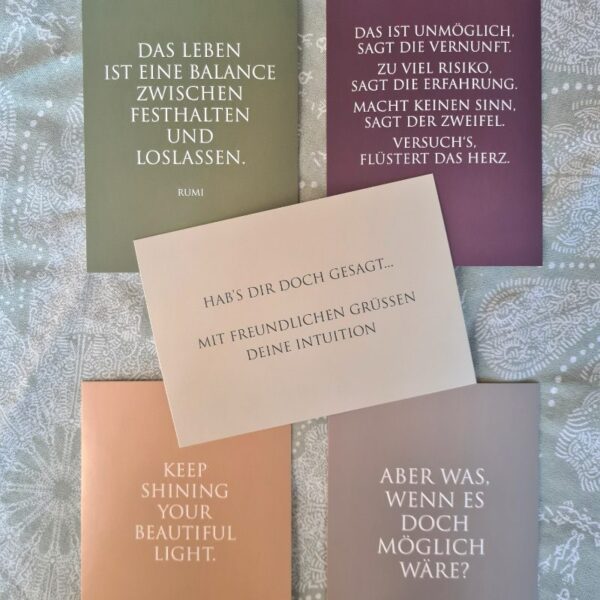 DAS LEBEN
IST EINE BALANCE
ZWISCHEN
FESTHALTEN
UND
LOSLASSEN.
RUMI
DAS IST UNMÖGLICH,
SAGT DIE VERNUNFT.
ZU VIEL RISIKO,
SAGT DIE ERFAHRUNG.
MACHT KEINEN SINN,
SAGT DER ZWEIFEL.
VERSUCH'S,
FLÜSTERT DAS HERZ.
HAB'S DIR DOCH GESAGT...
MIT FREUNDLICHEN GRÜSSEN
DEINE INTUITION
KEEP
SHINING
YOUR
BEAUTIFUL
LIGHT.
ABER WAS,
WENN ES
DOCH
MÖGLICH
WÄRE?